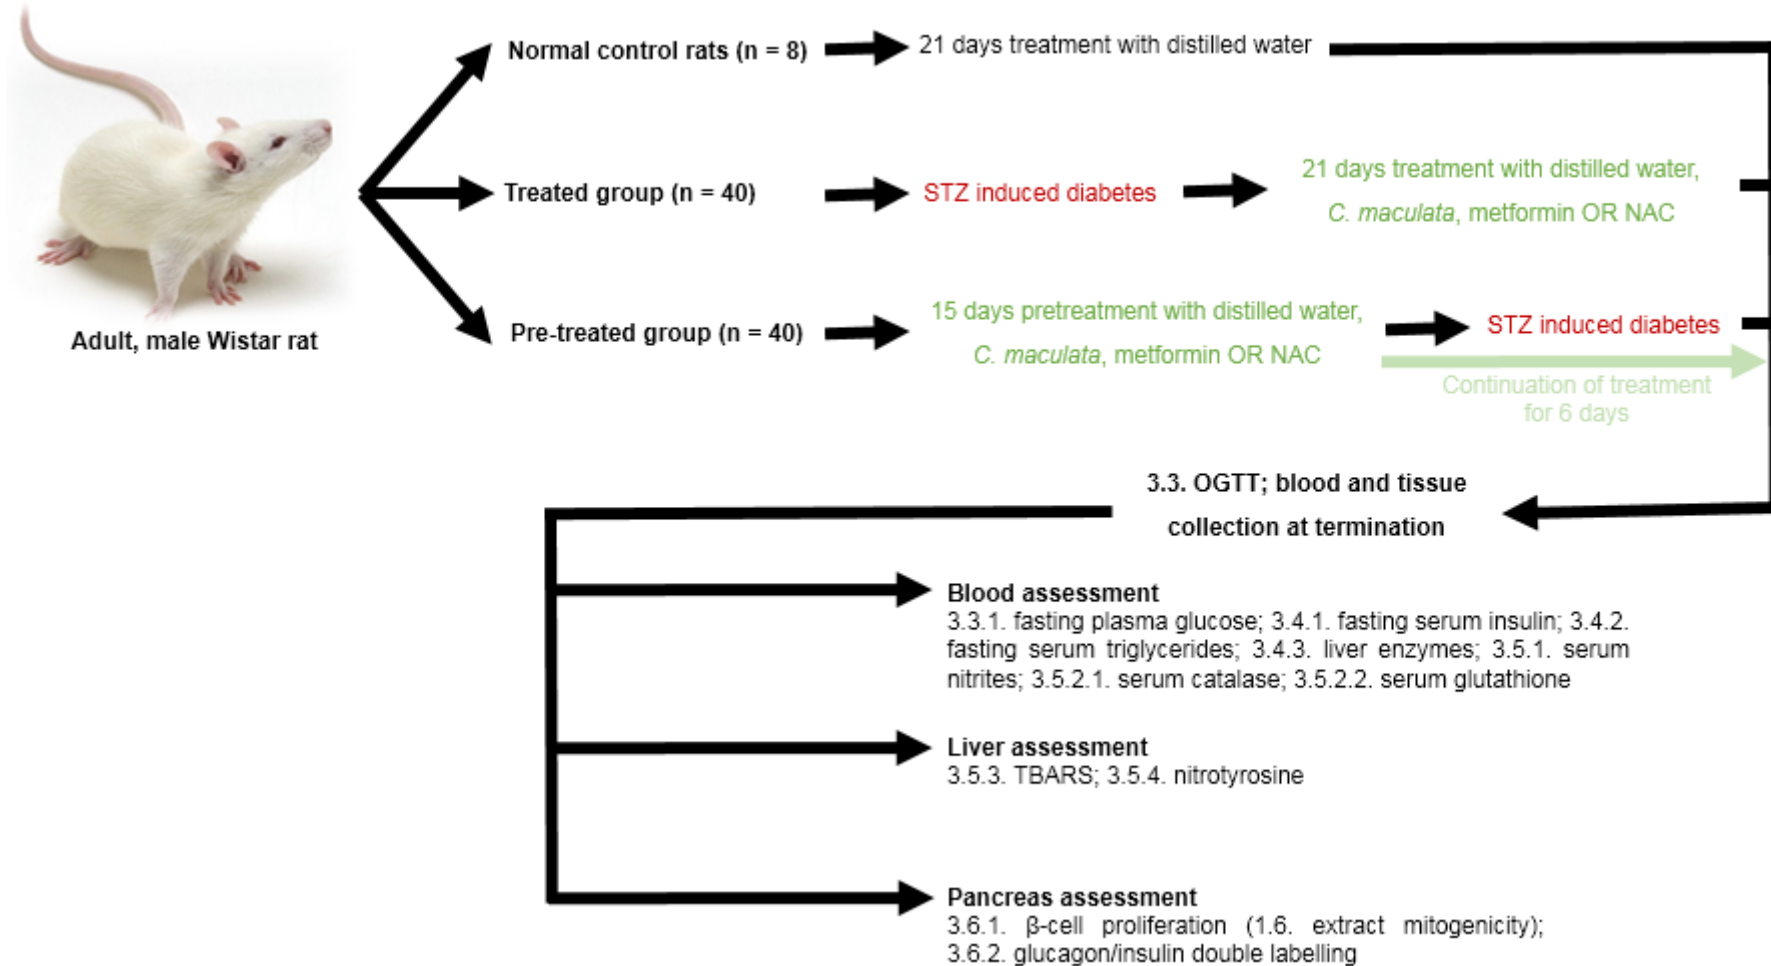 Normal control rats (n = 8)
21 days treatment with distilled water
Treated group (n = 40)
STZ induced diabetes
21 days treatment with distilled water,
C. maculata, metformin OR NAC
Adult, male Wistar rat
Pre-treated group (n = 40)
15 days pretreatment with distilled water,
C. maculata, metformin OR NAC
STZ induced diabetes
Continuation of treatment
for 6 days
3.3. OGTT; blood and tissue
collection at termination
Blood assessment
3.3.1. fasting plasma glucose; 3.4.1. fasting serum insulin; 3.4.2.
fasting serum triglycerides; 3.4.3. liver enzymes; 3.5.1. serum
nitrites; 3.5.2.1. serum catalase; 3.5.2.2. serum glutathione
Liver assessment
3.5.3. TBARS; 3.5.4. nitrotyrosine
Pancreas assessment
3.6.1. β-cell proliferation (1.6. extract mitogenicity);
3.6.2. glucagon/insulin double labelling